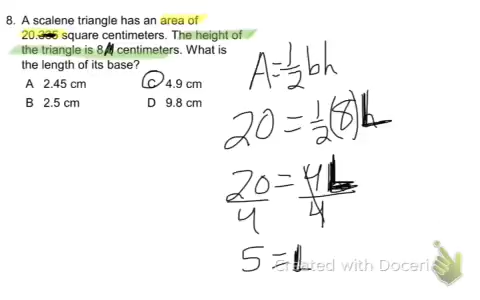 8. A scalene triangle has an area of
20. square centimeters. The height of
the triangle is 8 centimeters. What is
the length of its base?
A 2.45 cm
C 4.9 cm
B 2.5 cm
D 9.8 cm
A=½bh
20=½(8)b
20/4=4b/4
5=b
Created with Doceri